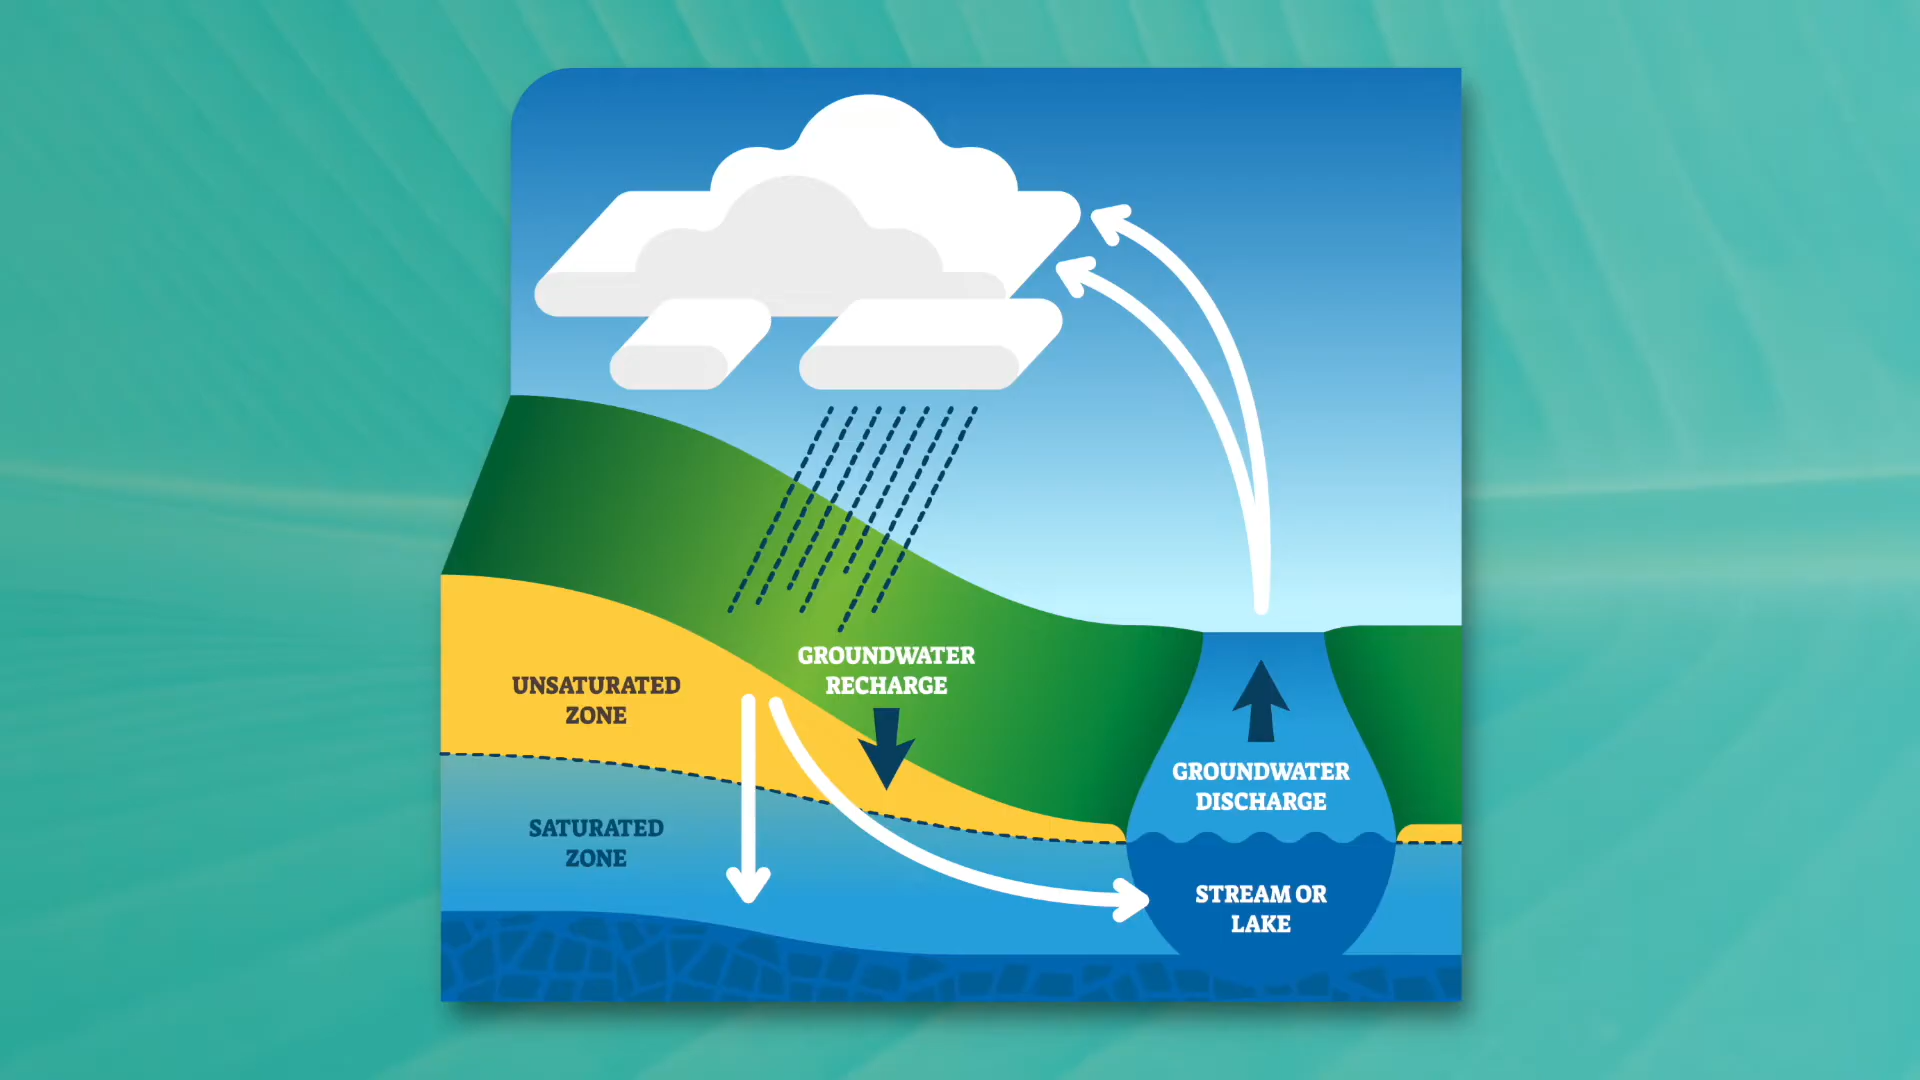 GROUNDWATER
RECHARGE
UNSATURATED
ZONE
GROUNDWATER
DISCHARGE
SATURATED
ZONE
STREAM OR
LAKE